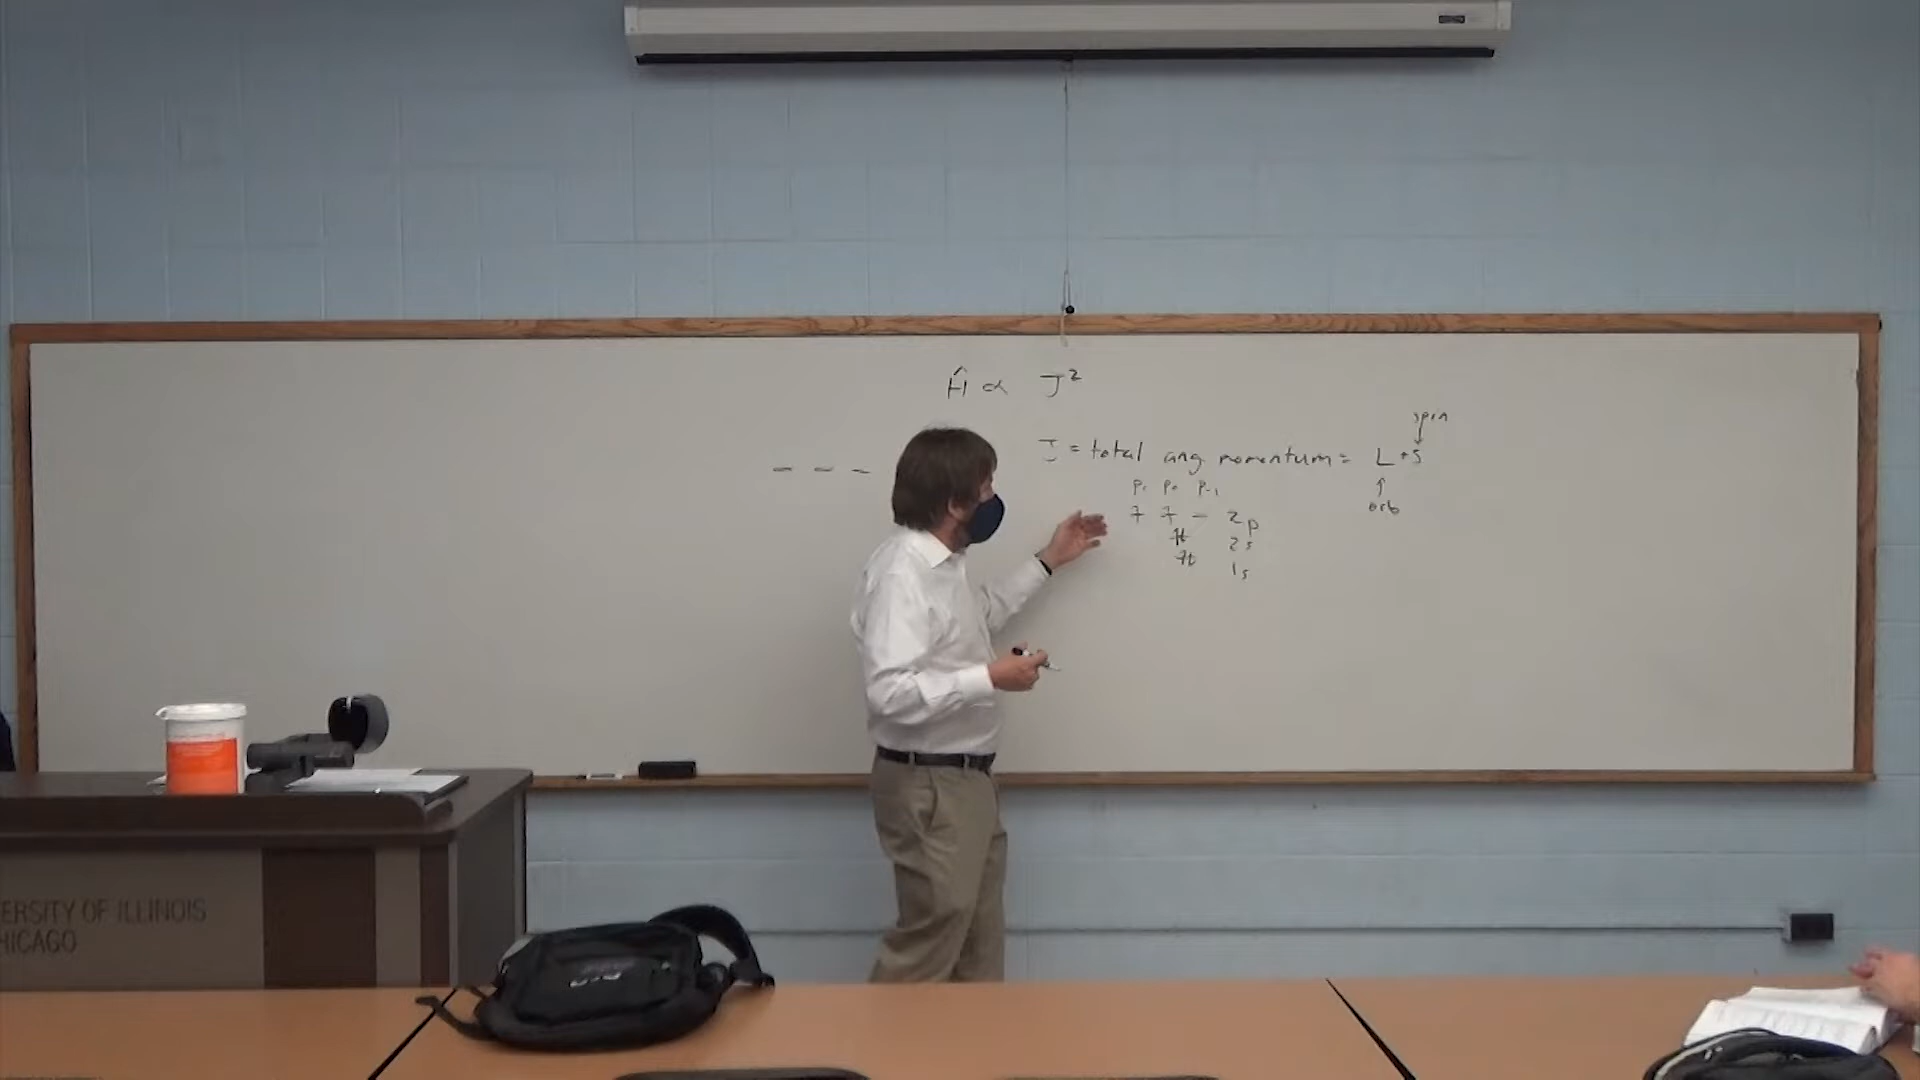 Ĥ ∝ J²
spin
J = total ang momentum = L + S
P₁ P₀ P₋₁
orb
2p
2s
1s
ERSITY OF ILLINOIS
HICAGO